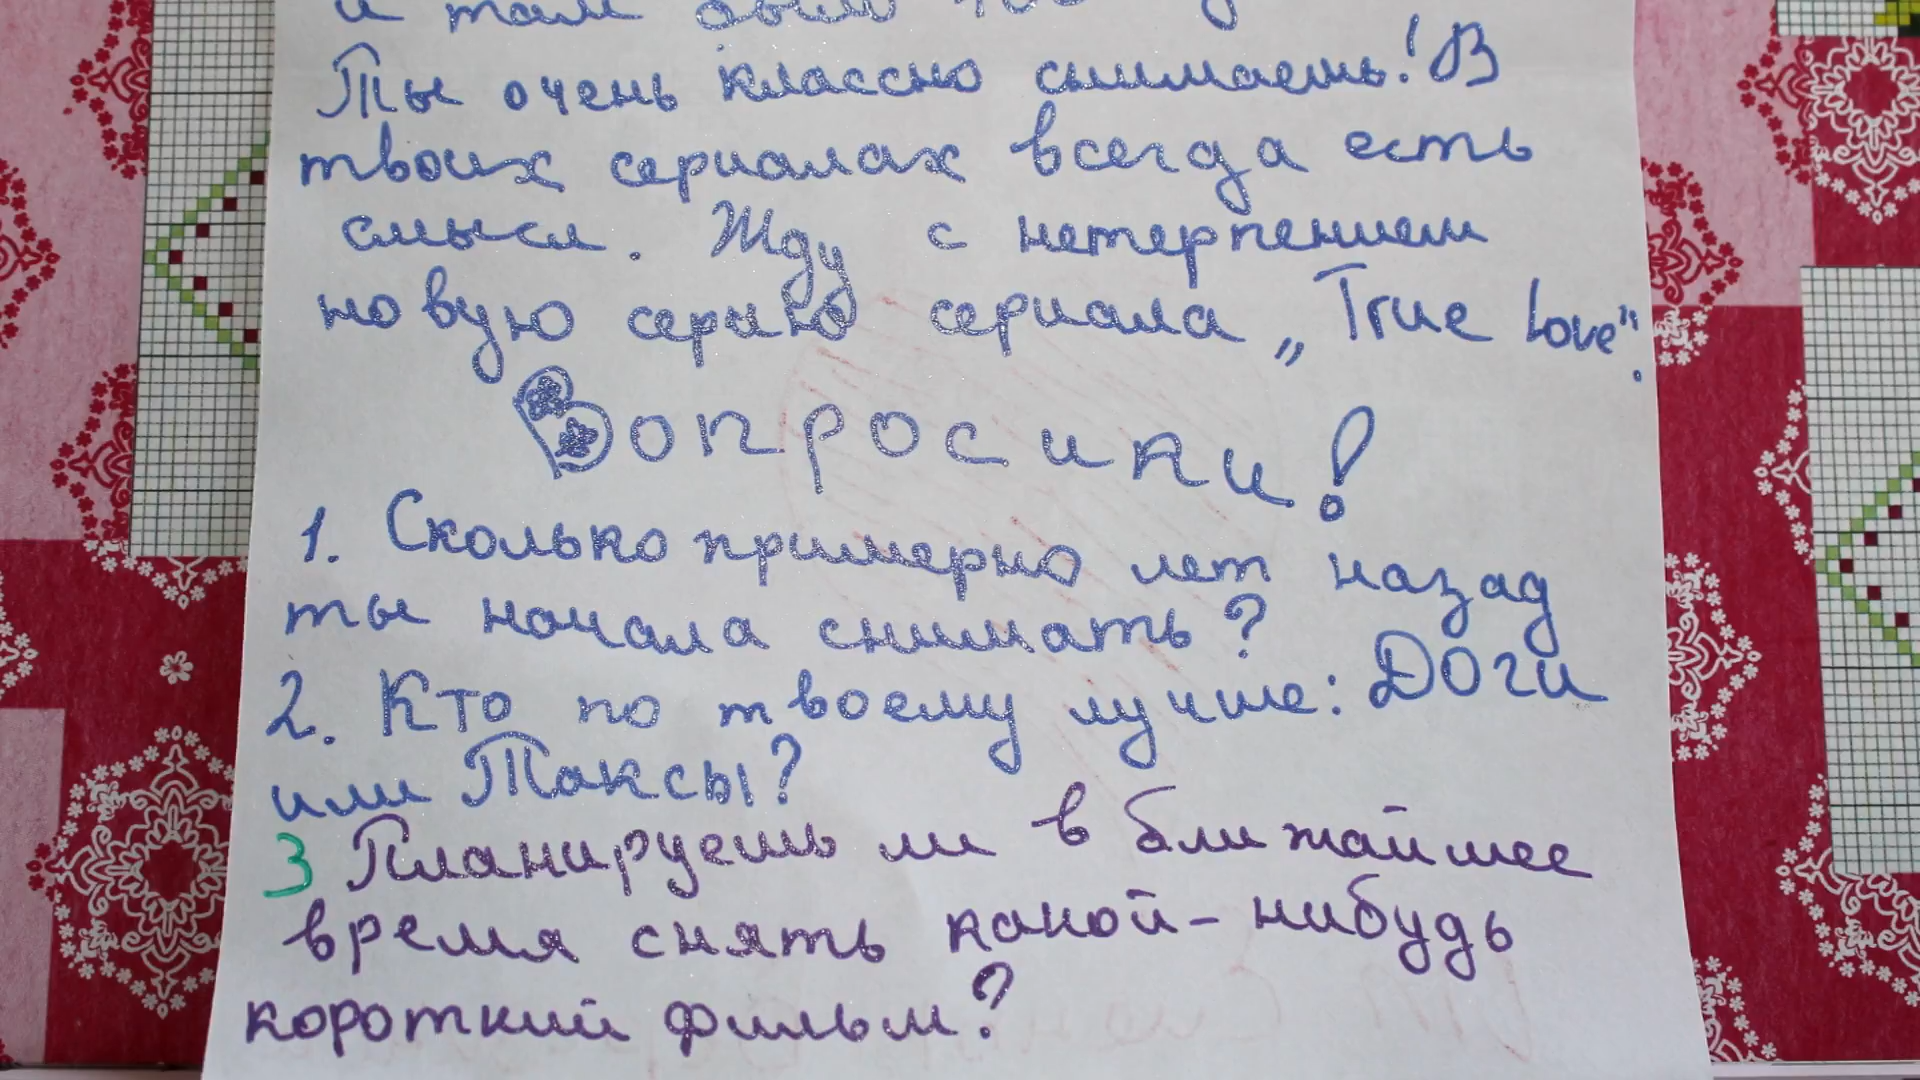 и там было
Ты очень классно снимаешь! В
твоих сериалах всегда есть
смысл. Жду с нетерпением
новую серию сериала „True Love".
Вопросики!
1. Сколько примерно лет назад
ты начала снимать?
2. Кто по твоему лучше: Доги
или Таксы?
3 Планируешь ли в ближайшее
время снять какой-нибудь
короткий фильм?